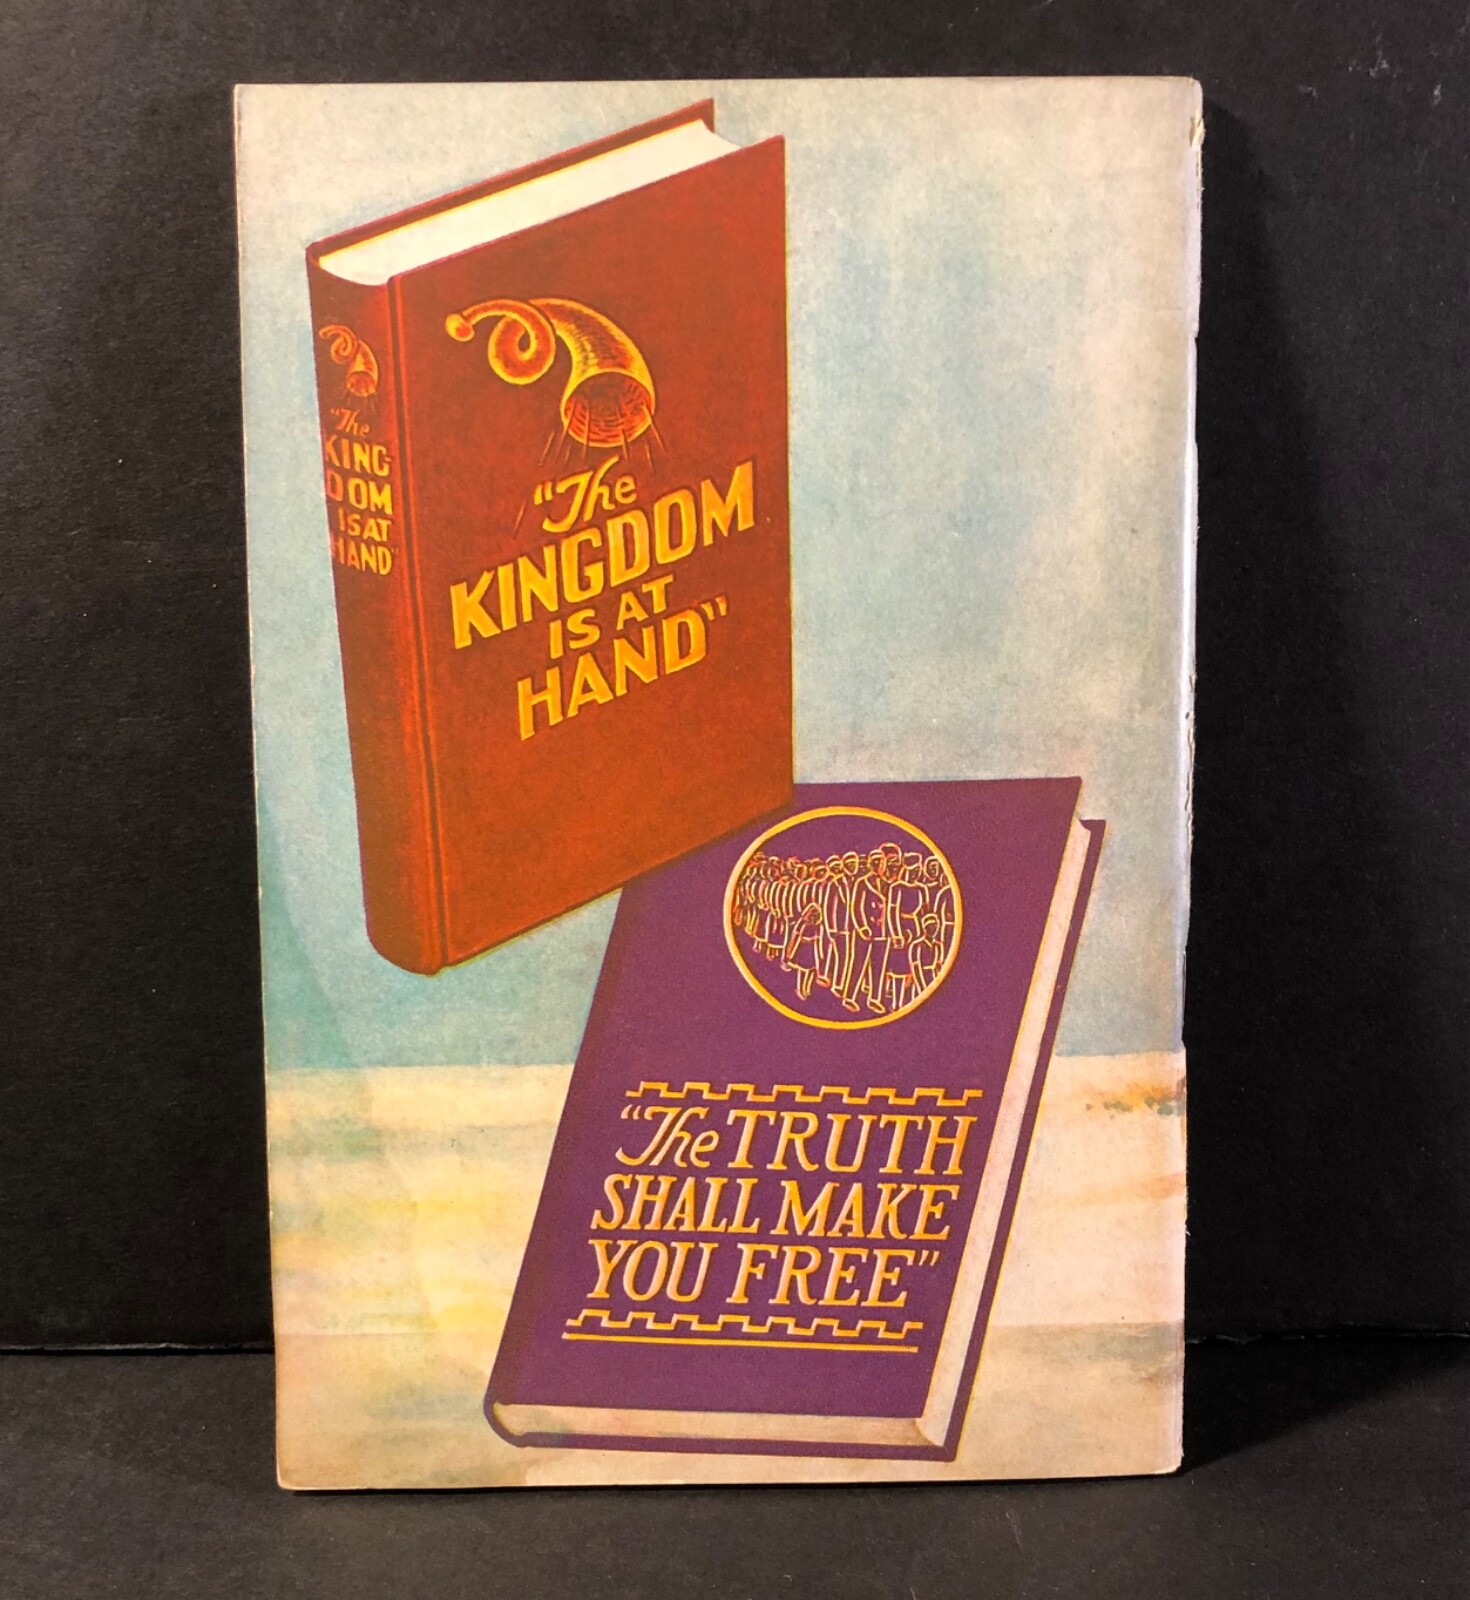 "The
KING-
DOM
IS AT
HAND"
"The
KINGDOM
IS AT
HAND"
"The TRUTH
SHALL MAKE
YOU FREE"